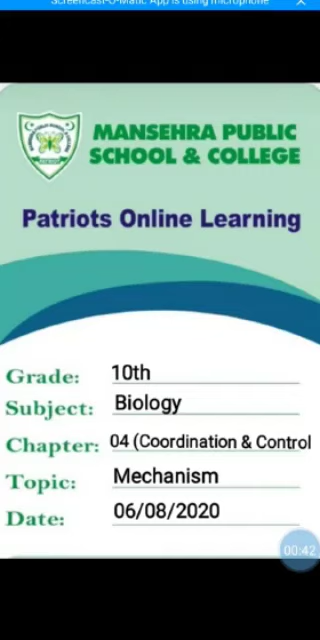 Screencast-O-Matic App is using microphone
MANSEHRA PUBLIC
SCHOOL & COLLEGE
Patriots Online Learning
Grade: 10th
Subject: Biology
Chapter: 04 (Coordination & Control
Topic: Mechanism
Date: 06/08/2020
00:42